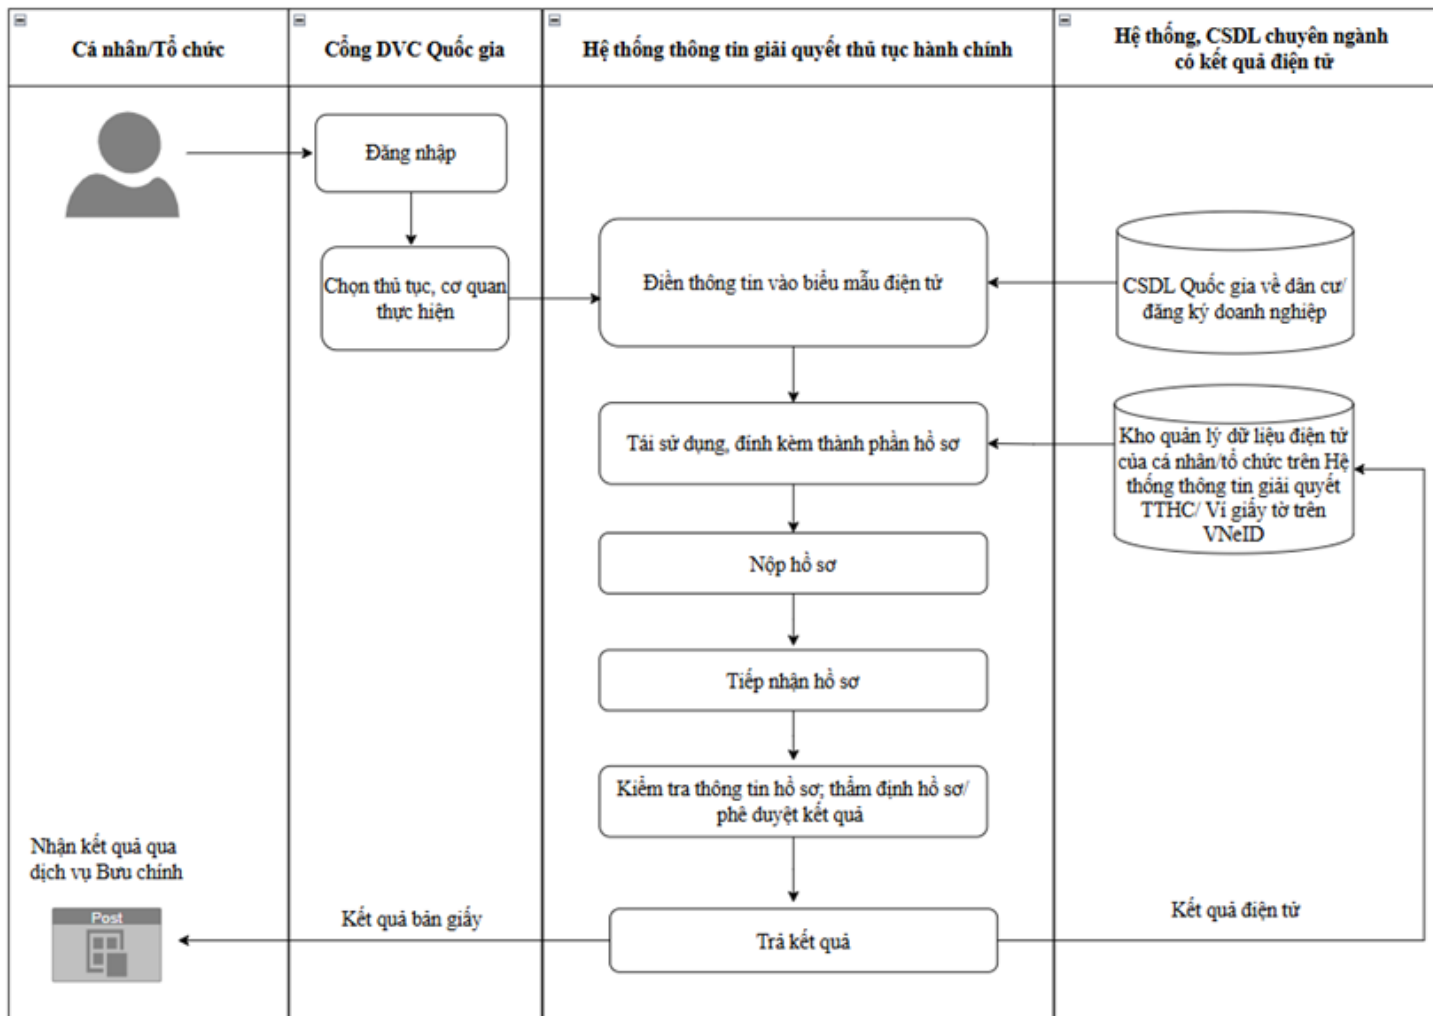 Cá nhân/Tổ chức
Cổng DVC Quốc gia
Hệ thống thông tin giải quyết thủ tục hành chính
Hệ thống, CSDL chuyên ngành
có kết quả điện tử
Đăng nhập
Chọn thủ tục, cơ quan
thực hiện
Điền thông tin vào biểu mẫu điện tử
CSDL Quốc gia về dân cư/
đăng ký doanh nghiệp
Tái sử dụng, đính kèm thành phần hồ sơ
Kho quản lý dữ liệu điện tử
của cá nhân/tổ chức trên Hệ
thống thông tin giải quyết
TTHC/ Ví giấy tờ trên
VNeID
Nộp hồ sơ
Tiếp nhận hồ sơ
Kiểm tra thông tin hồ sơ; thẩm định hồ sơ/
phê duyệt kết quả
Nhận kết quả qua
dịch vụ Bưu chính
Post
Kết quả bản giấy
Trả kết quả
Kết quả điện tử